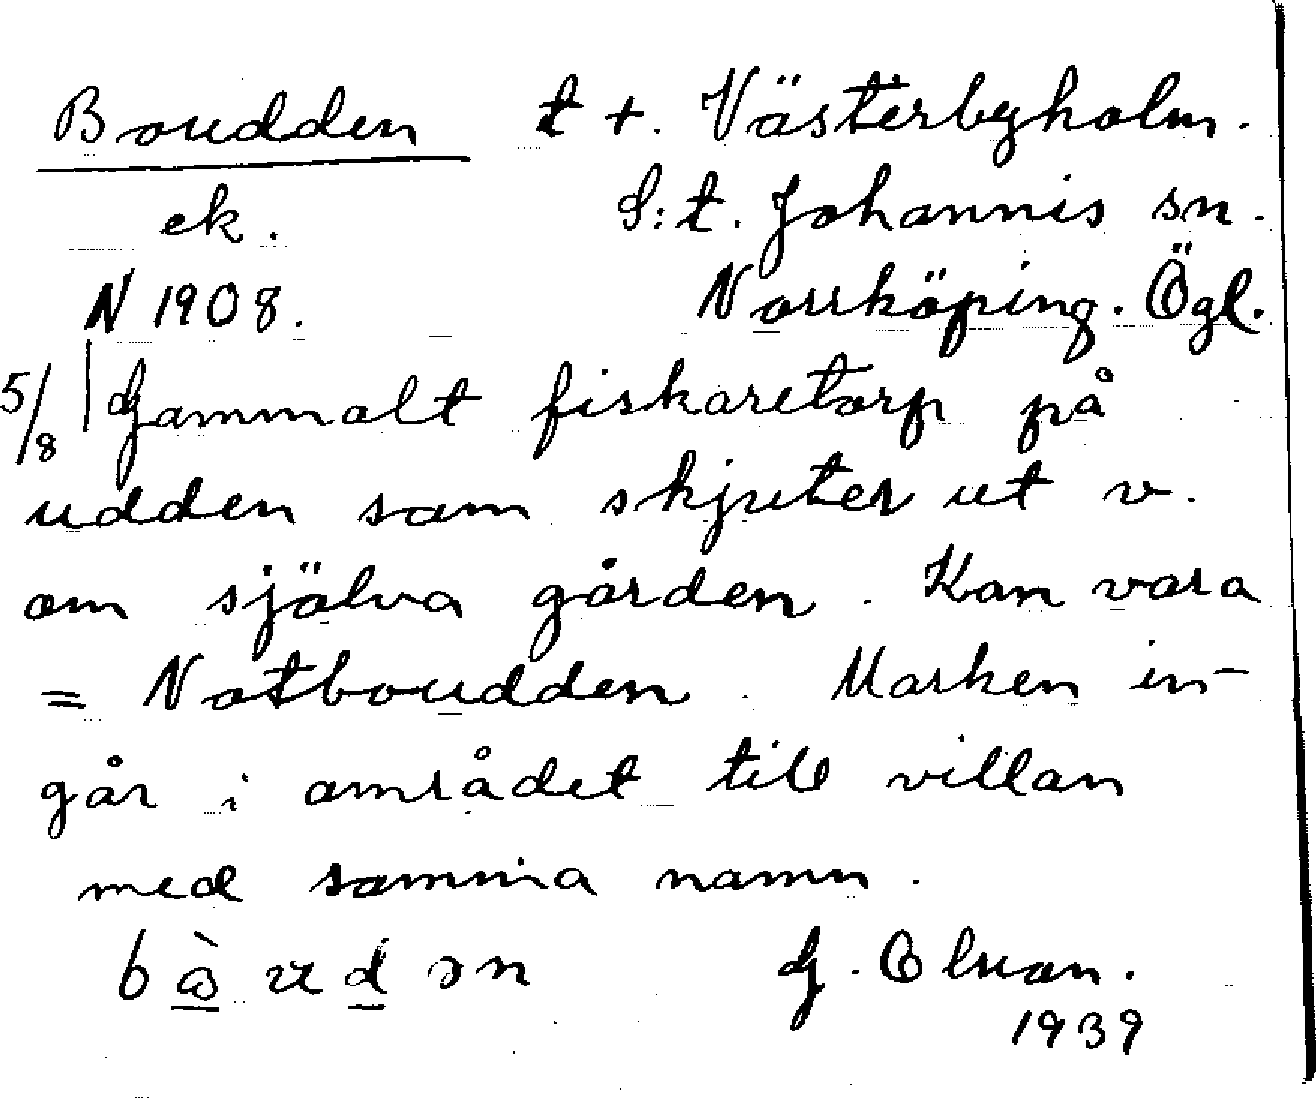 Boudden t +. Västerbyholm.
ek. S:t. Johannis sn.
N 1908. Norrköping. Ögl.
5/8 | Gammalt fiskaretorp på
udden som skjuter ut v.
om själva gården. Kan vara
= Notboudden. Marken in-
går i området till villan
med samma namn.
G.
1939